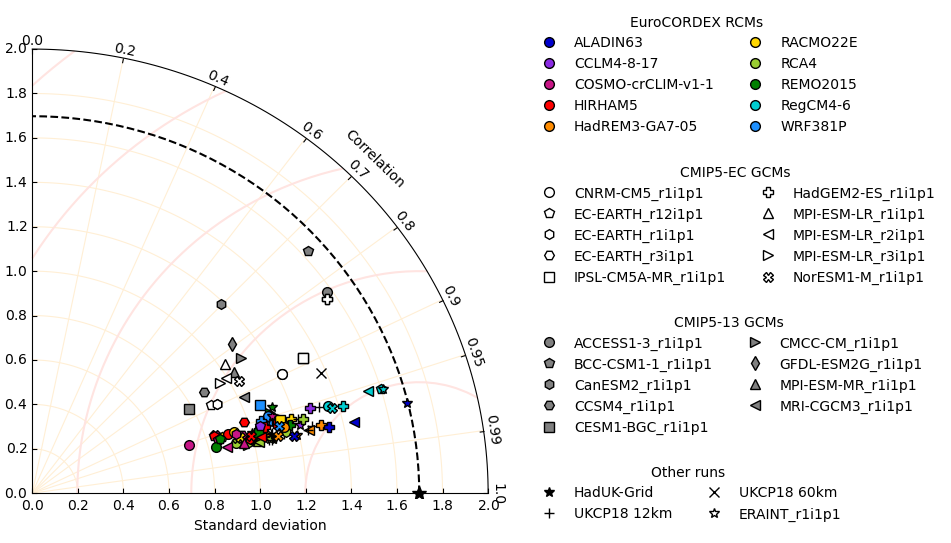 EuroCORDEX RCMs
ALADIN63
RACMO22E
CCLM4-8-17
RCA4
COSMO-crCLIM-v1-1
REMO2015
HIRHAM5
RegCM4-6
HadREM3-GA7-05
WRF381P
CMIP5-EC GCMs
CNRM-CM5_r1i1p1
HadGEM2-ES_r1i1p1
EC-EARTH_r12i1p1
MPI-ESM-LR_r1i1p1
EC-EARTH_r1i1p1
MPI-ESM-LR_r2i1p1
EC-EARTH_r3i1p1
MPI-ESM-LR_r3i1p1
IPSL-CM5A-MR_r1i1p1
NorESM1-M_r1i1p1
CMIP5-13 GCMs
ACCESS1-3_r1i1p1
CMCC-CM_r1i1p1
BCC-CSM1-1_r1i1p1
GFDL-ESM2G_r1i1p1
CanESM2_r1i1p1
MPI-ESM-MR_r1i1p1
CCSM4_r1i1p1
MRI-CGCM3_r1i1p1
CESM1-BGC_r1i1p1
Other runs
HadUK-Grid
UKCP18 60km
UKCP18 12km
ERAINT_r1i1p1
0.0
0.2
0.4
0.6
Correlation
0.7
0.8
0.9
0.95
0.99
1.0
2.0
1.8
1.6
1.4
1.2
1.0
0.8
0.6
0.4
0.2
0.0
0.0 0.2 0.4 0.6 0.8 1.0 1.2 1.4 1.6 1.8 2.0
Standard deviation